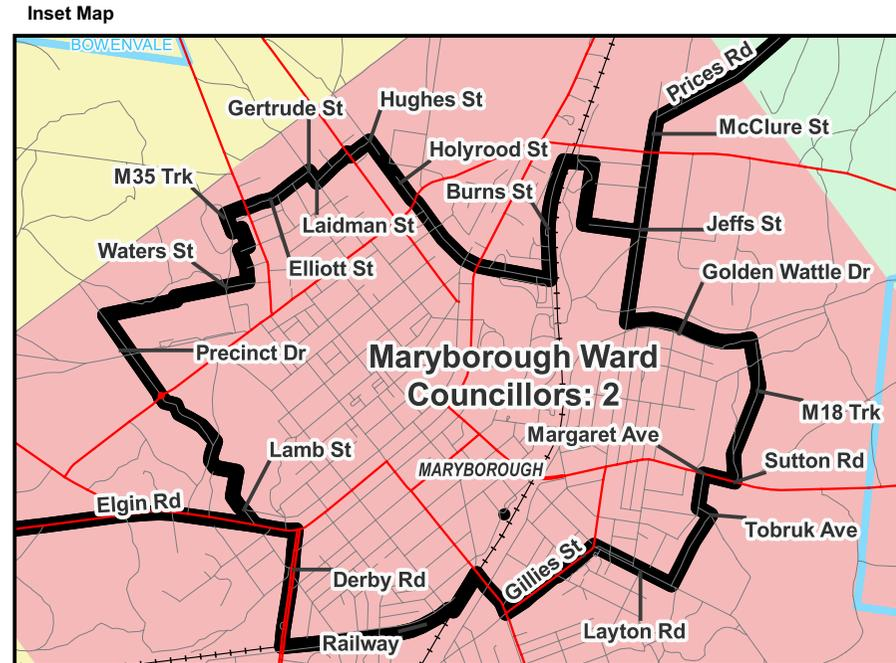 Inset Map
BOWENVALE
Prices Rd
Hughes St
Gertrude St
McClure St
Holyrood St
M35 Trk
Burns St
Laidman St
Jeffs St
Waters St
Elliott St
Golden Wattle Dr
Precinct Dr
Maryborough Ward
Councillors: 2
M18 Trk
Margaret Ave
Lamb St
Sutton Rd
MARYBOROUGH
Elgin Rd
Tobruk Ave
Gillies St
Derby Rd
Layton Rd
Railway